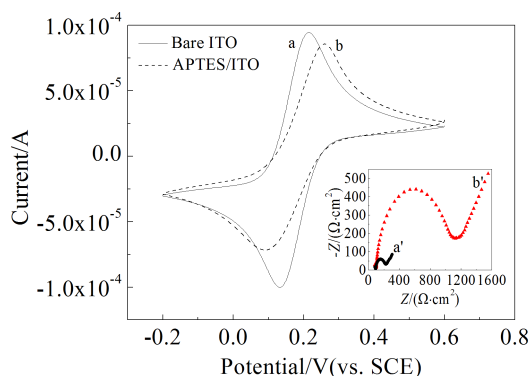 1.0x10⁻⁴
5.0x10⁻⁵
0.0
-5.0x10⁻⁵
-1.0x10⁻⁴
Current/A
Bare ITO
APTES/ITO
a
b
500
400
300
200
100
0
-Z/(Ω·cm²)
a'
b'
0
400
800
1200
1600
Z/(Ω·cm²)
-0.2
0.0
0.2
0.4
0.6
0.8
Potential/V(vs. SCE)